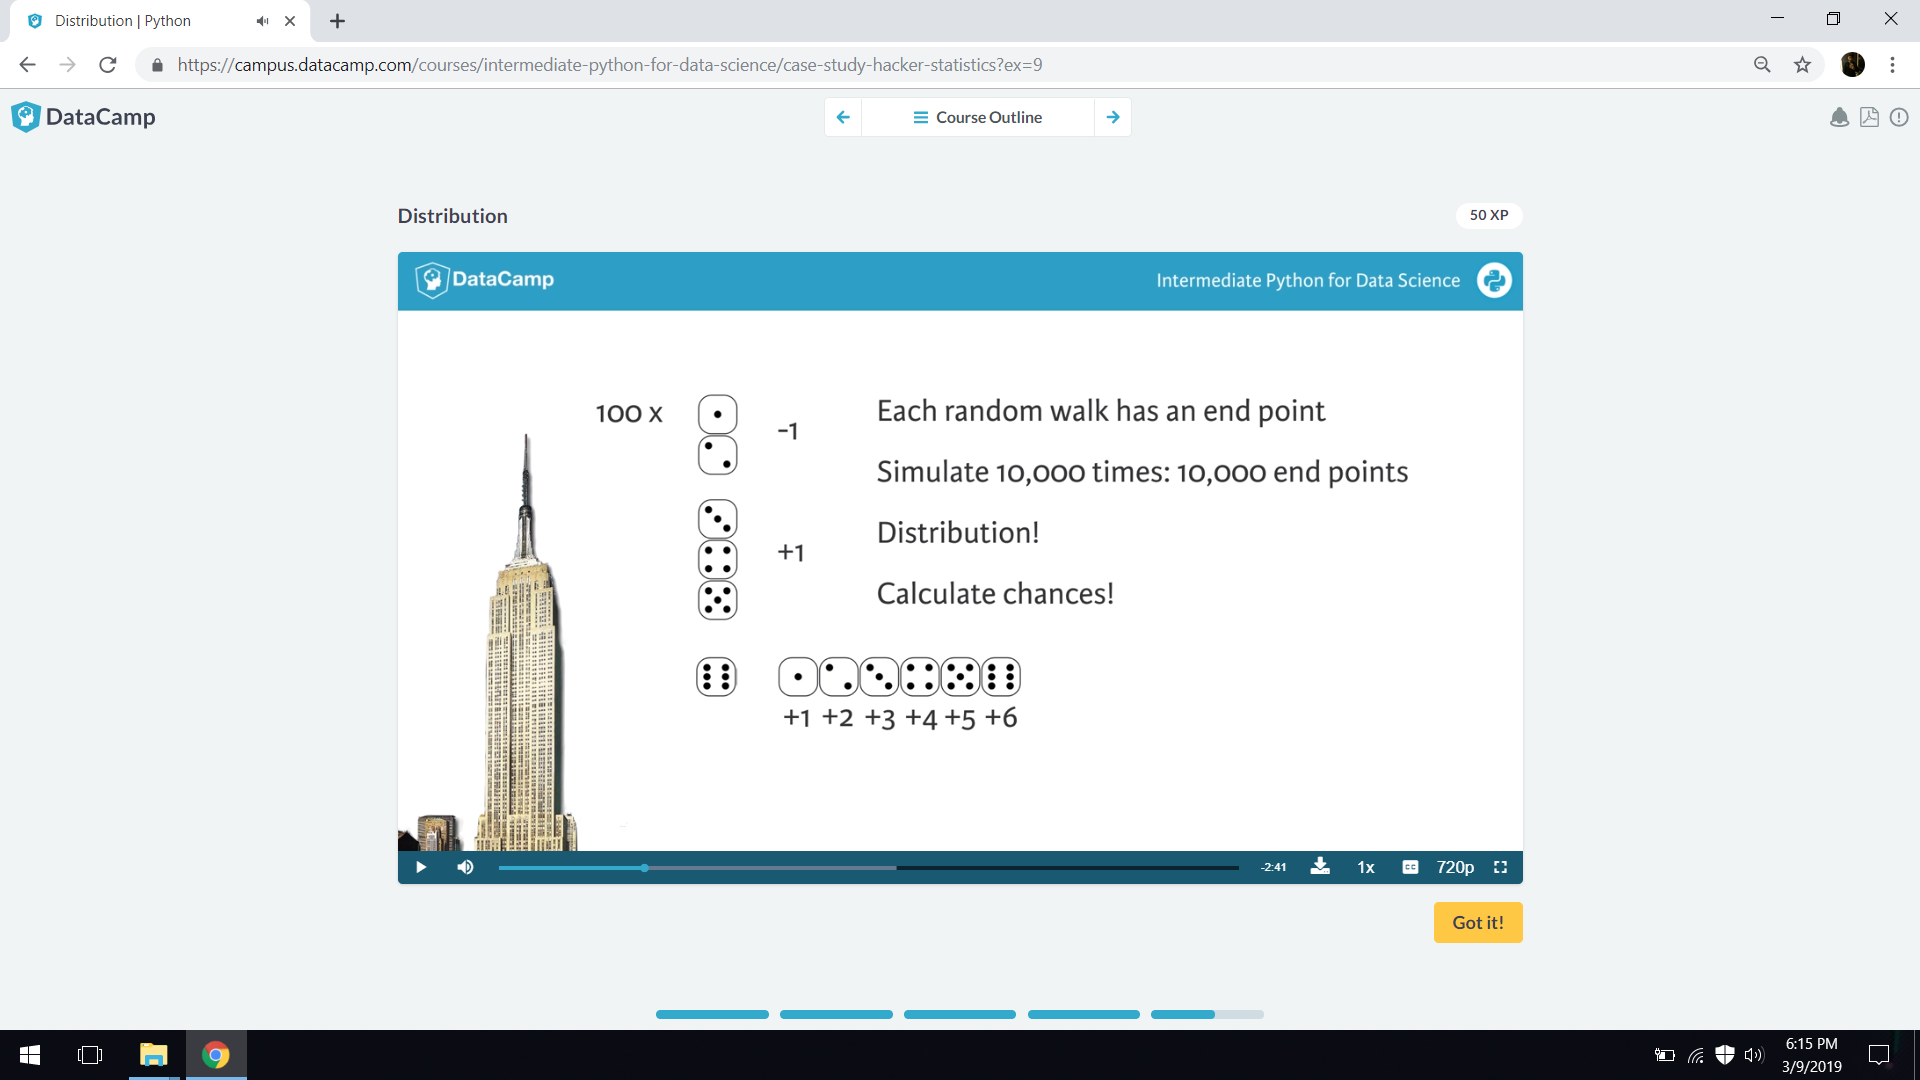 Distribution | Python
https://campus.datacamp.com/courses/intermediate-python-for-data-science/case-study-hacker-statistics?ex=9
DataCamp
Course Outline
Distribution
50 XP
DataCamp
Intermediate Python for Data Science
100 x
-1
+1
Each random walk has an end point
Simulate 10,000 times: 10,000 end points
Distribution!
Calculate chances!
+1 +2 +3 +4 +5 +6
-2:41
1x
CC
720p
Got it!
6:15 PM
3/9/2019